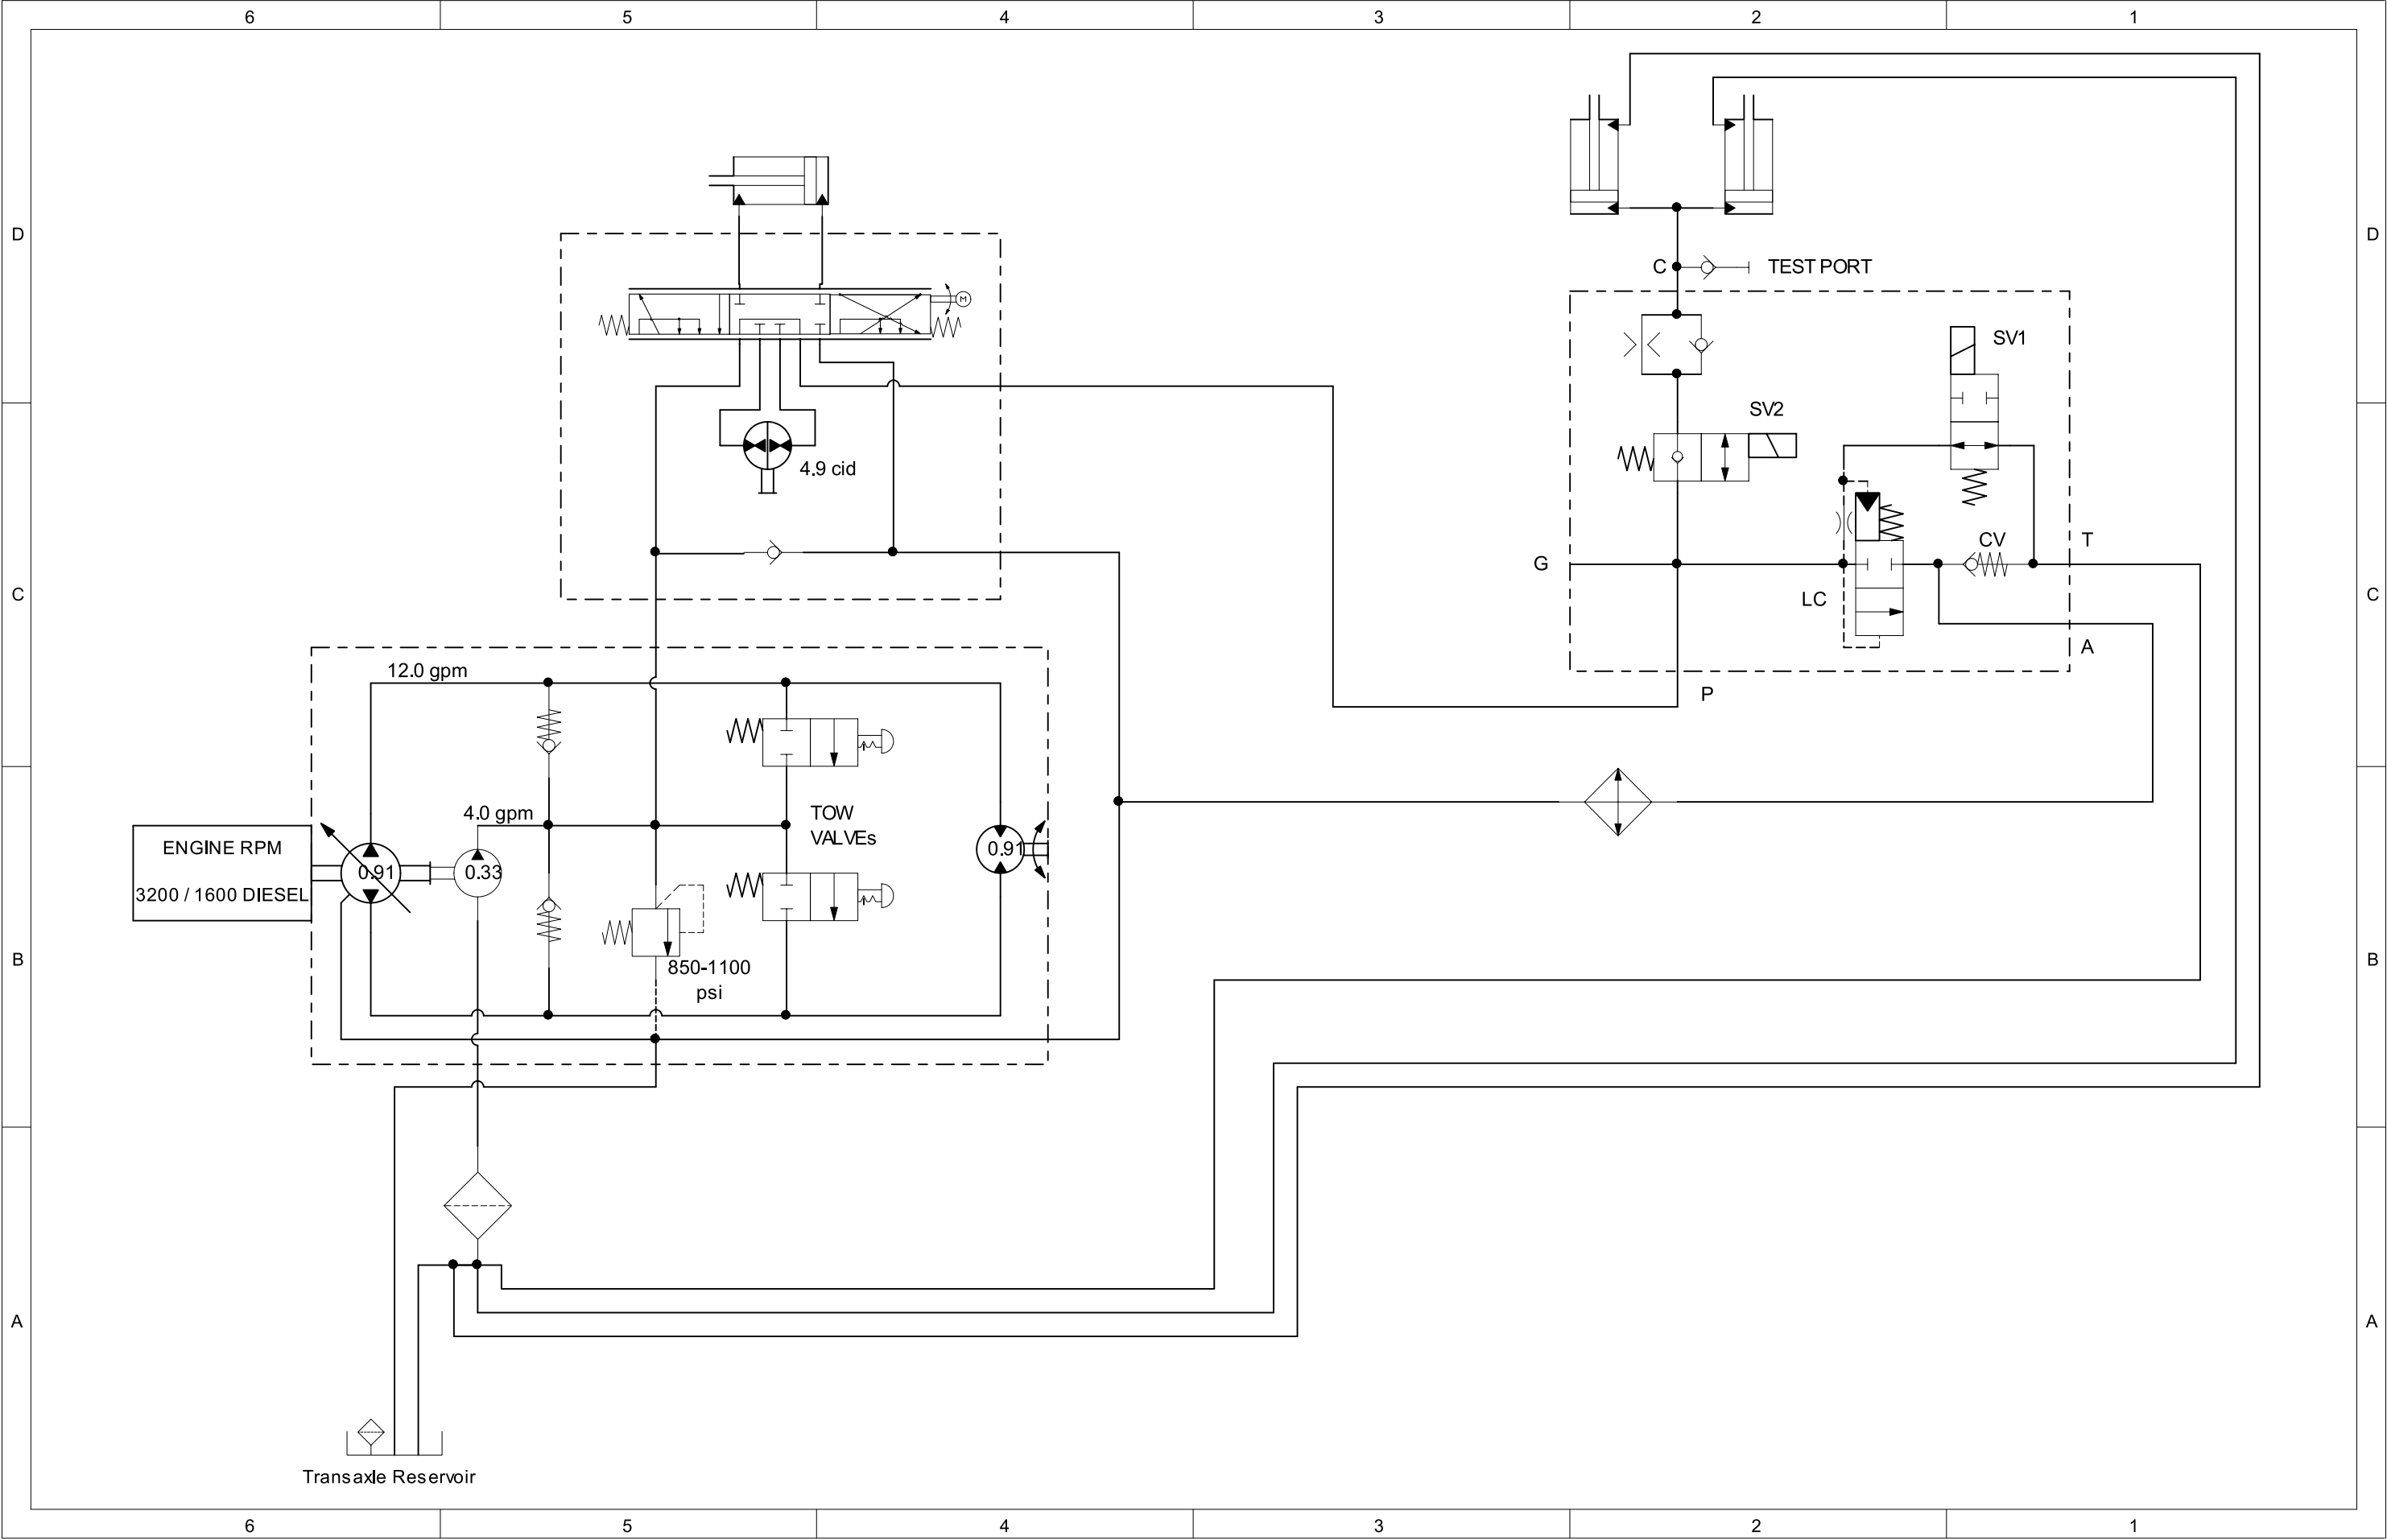 6 5 4 3 2 1
D
D
C
TEST PORT
M
SV1
SV2
4.9 cid
G
CV
T
C
LC
C
A
12.0 gpm
P
4.0 gpm
TOW
VALVEs
ENGINE RPM
3200 / 1600 DIESEL
0.91
0.33
0.91
850-1100
psi
B
B
A
A
Transaxle Reservoir
6 5 4 3 2 1